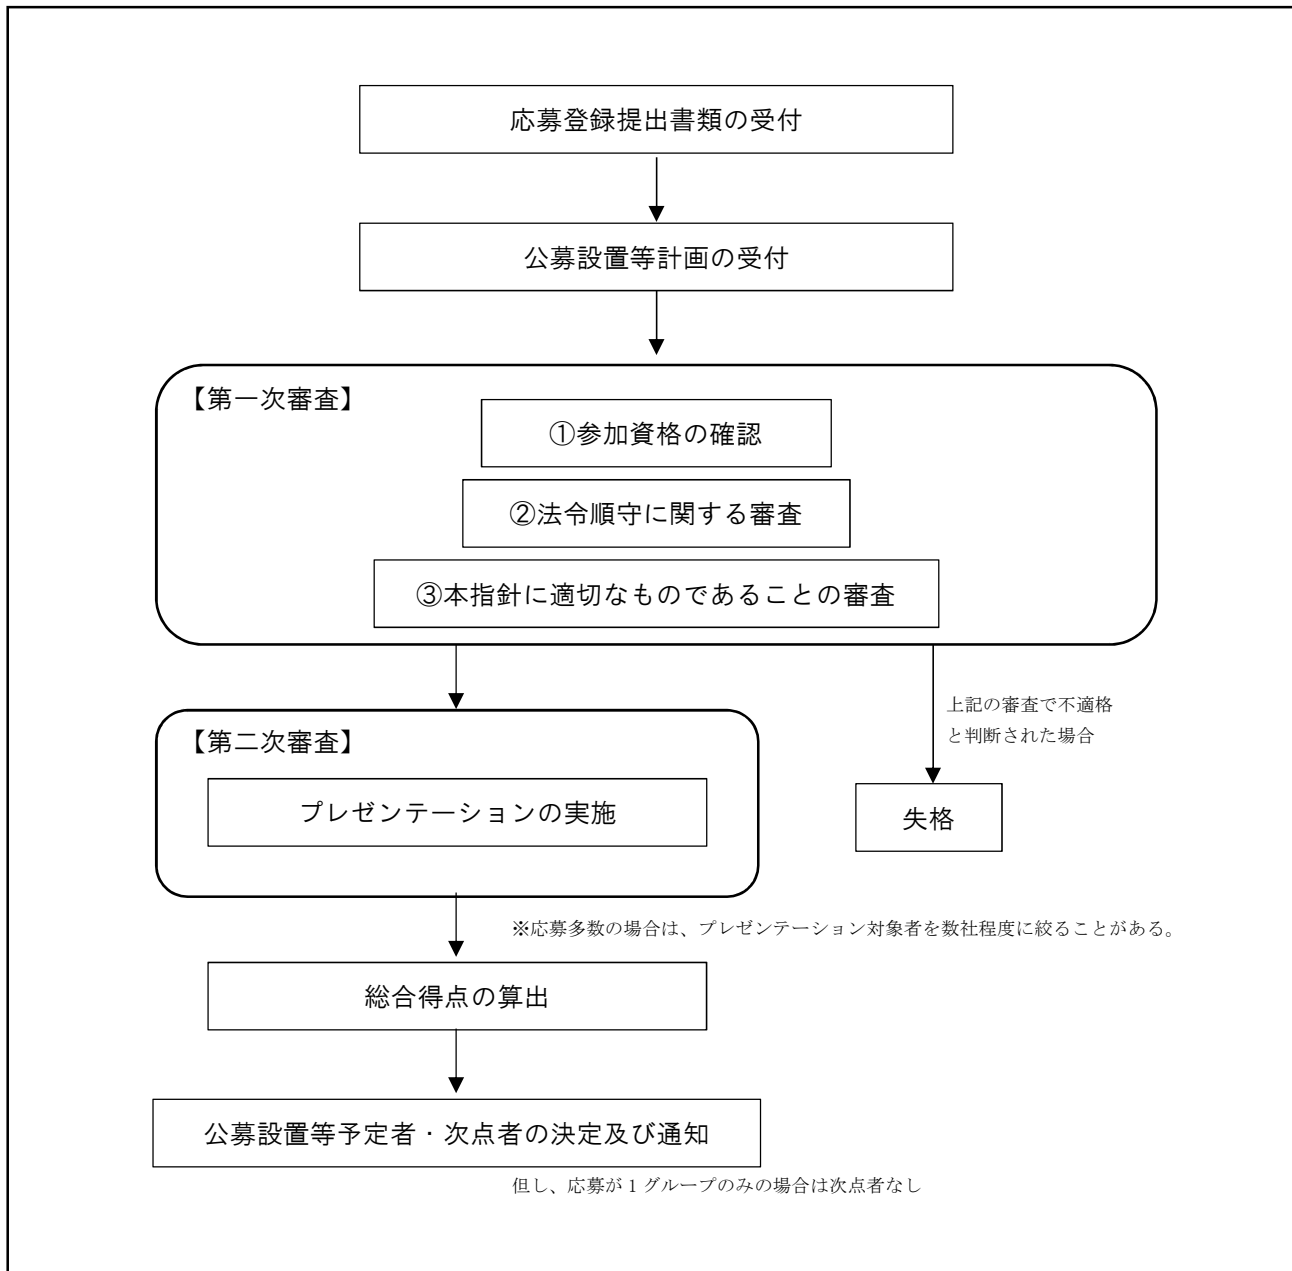 応募登録提出書類の受付
公募設置等計画の受付
【第一次審査】
①参加資格の確認
②法令順守に関する審査
③本指針に適切なものであることの審査
上記の審査で不適格
と判断された場合
【第二次審査】
プレゼンテーションの実施
失格
※応募多数の場合は、プレゼンテーション対象者を数社程度に絞ることがある。
総合得点の算出
公募設置等予定者・次点者の決定及び通知
但し、応募が 1 グループのみの場合は次点者なし